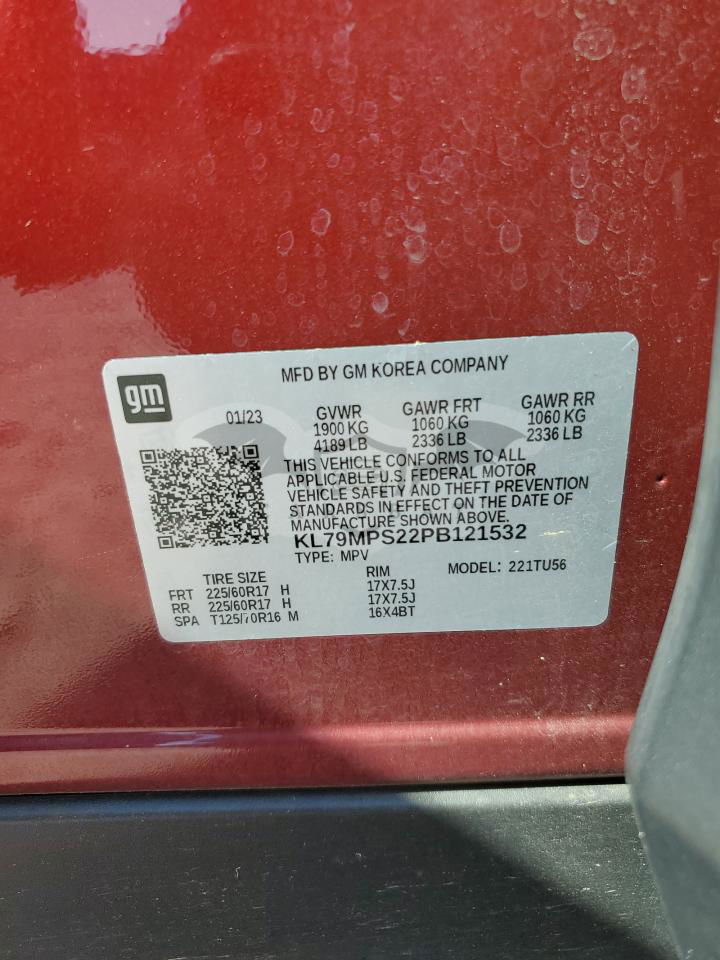 gm
MFD BY GM KOREA COMPANY
01/23
GVWR GAWR FRT GAWR RR
1900 KG 1060 KG 1060 KG
4189 LB 2336 LB 2336 LB
THIS VEHICLE CONFORMS TO ALL
APPLICABLE U.S. FEDERAL MOTOR
VEHICLE SAFETY AND THEFT PREVENTION
STANDARDS IN EFFECT ON THE DATE OF
MANUFACTURE SHOWN ABOVE.
KL79MPS22PB121532
TYPE: MPV MODEL: 221TU56
TIRE SIZE RIM
FRT 225/60R17 H 17X7.5J
RR 225/60R17 H 17X7.5J
SPA T125/70R16 M 16X4BT